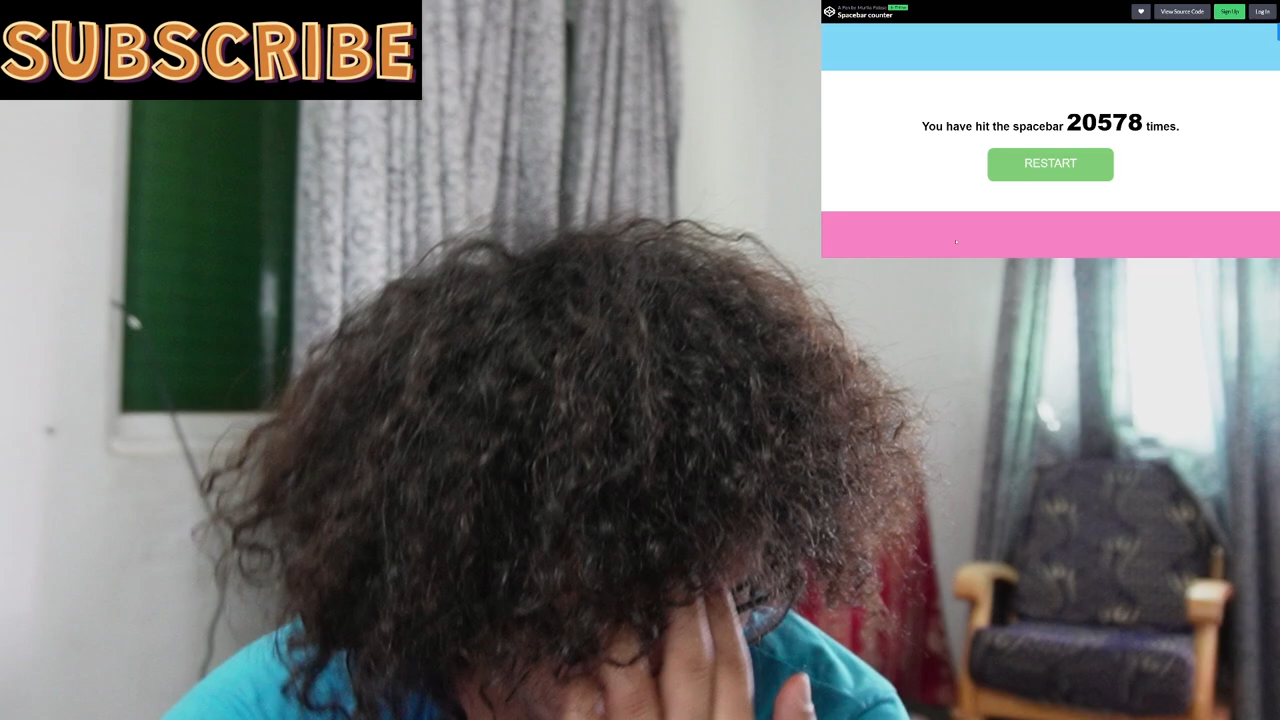 SUBSCRIBE
Spacebar counter
View Source Code
Sign Up
Log In
You have hit the spacebar 20578 times.
RESTART